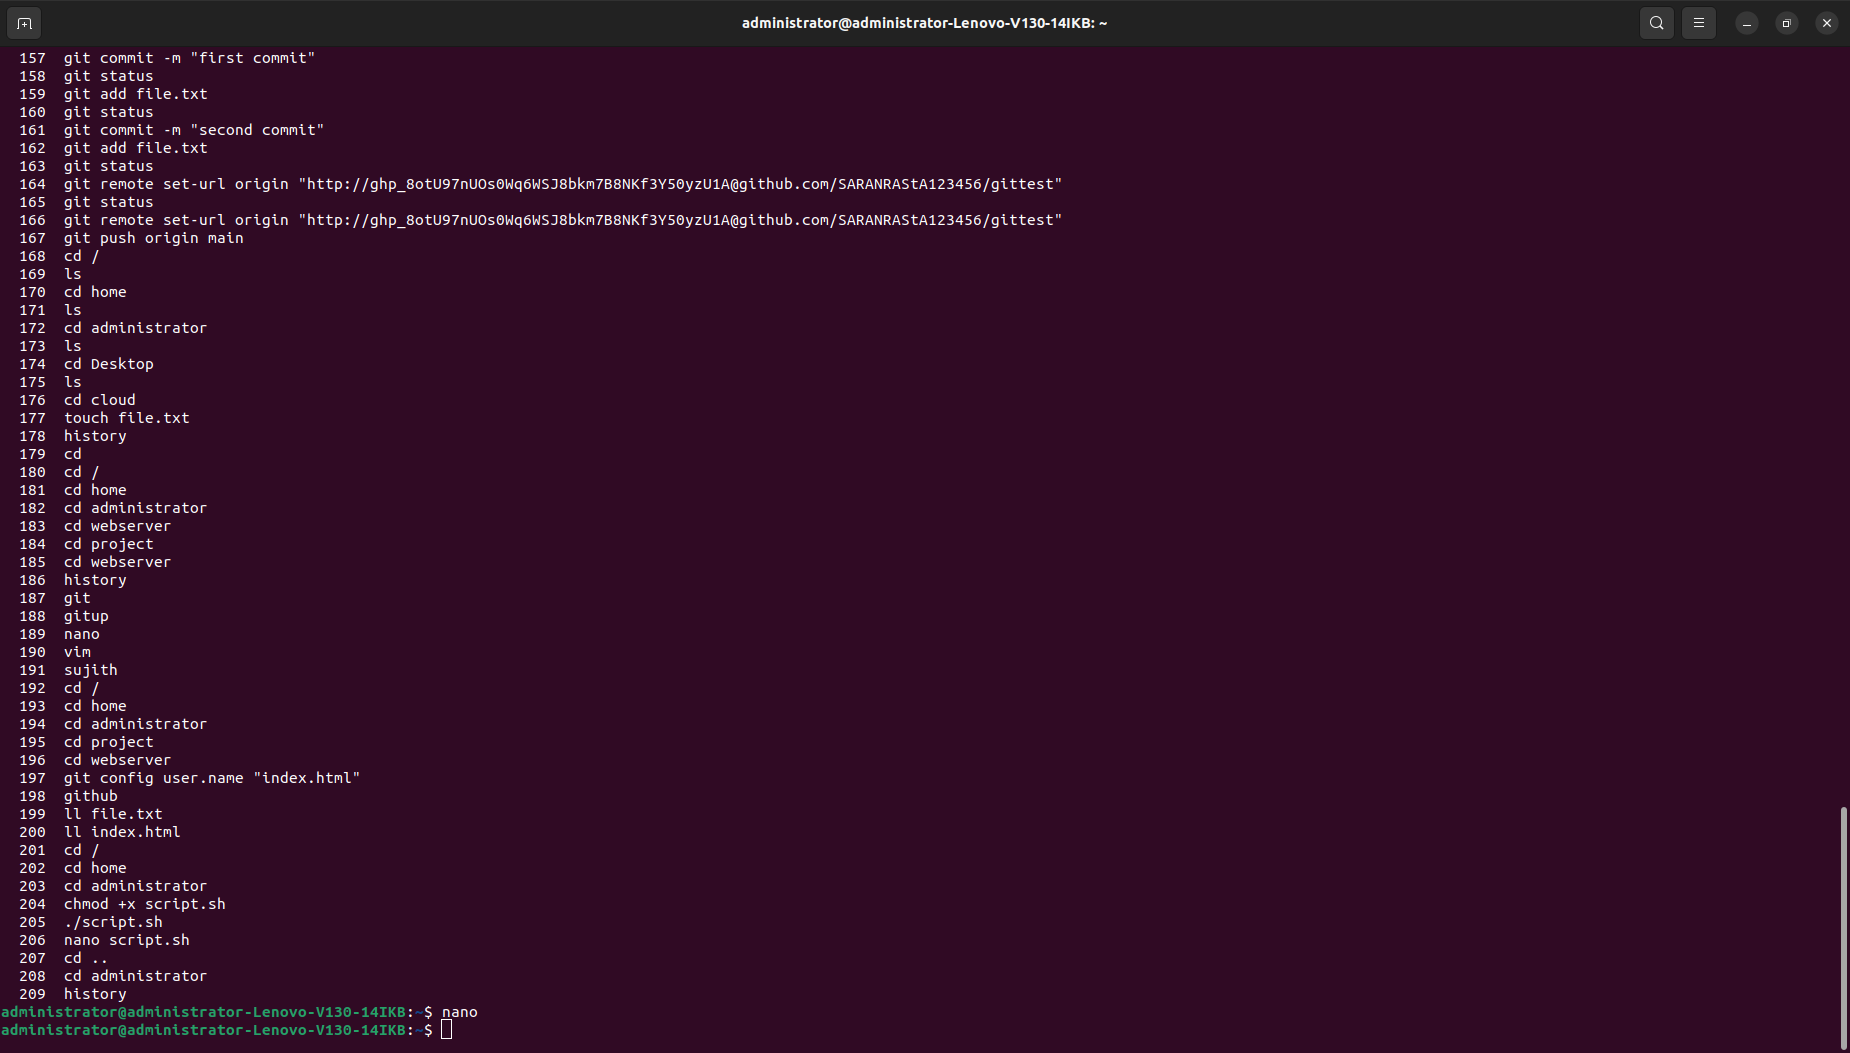 administrator@administrator-Lenovo-V130-14IKB: ~
157 git commit -m "first commit"
158 git status
159 git add file.txt
160 git status
161 git commit -m "second commit"
162 git add file.txt
163 git status
164 git remote set-url origin "http://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@github.com/SARANRAStA123456/gittest"
165 git status
166 git remote set-url origin "http://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@github.com/SARANRAStA123456/gittest"
167 git push origin main
168 cd /
169 ls
170 cd home
171 ls
172 cd administrator
173 ls
174 cd Desktop
175 ls
176 cd cloud
177 touch file.txt
178 history
179 cd
180 cd /
181 cd home
182 cd administrator
183 cd webserver
184 cd project
185 cd webserver
186 history
187 git
188 gitup
189 nano
190 vim
191 sujith
192 cd /
193 cd home
194 cd administrator
195 cd project
196 cd webserver
197 git config user.name "index.html"
198 github
199 ll file.txt
200 ll index.html
201 cd /
202 cd home
203 cd administrator
204 chmod +x script.sh
205 ./script.sh
206 nano script.sh
207 cd ..
208 cd administrator
209 history
administrator@administrator-Lenovo-V130-14IKB:~$ nano
administrator@administrator-Lenovo-V130-14IKB:~$